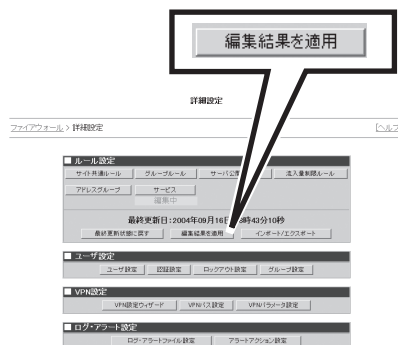 編集結果を適用
詳細設定
ファイアウォール > 詳細設定
[ヘルプ
■ ルール設定
サイト共通ルール グループルール サーバ公開 流入量制限ルール
アドレスグループ サービス
編集中
最終更新日:2004年09月16日 時43分10秒
最終更新状態に戻す 編集結果を適用 インポート/エクスポート
■ ユーザ設定
ユーザ設定 認証設定 ロックアウト設定 グループ設定
■ VPN設定
VPN設定ウィザード VPNパス設定 VPNパラメータ設定
■ ログ・アラート設定
ログ・アラートファイル設定 アラートアクション設定